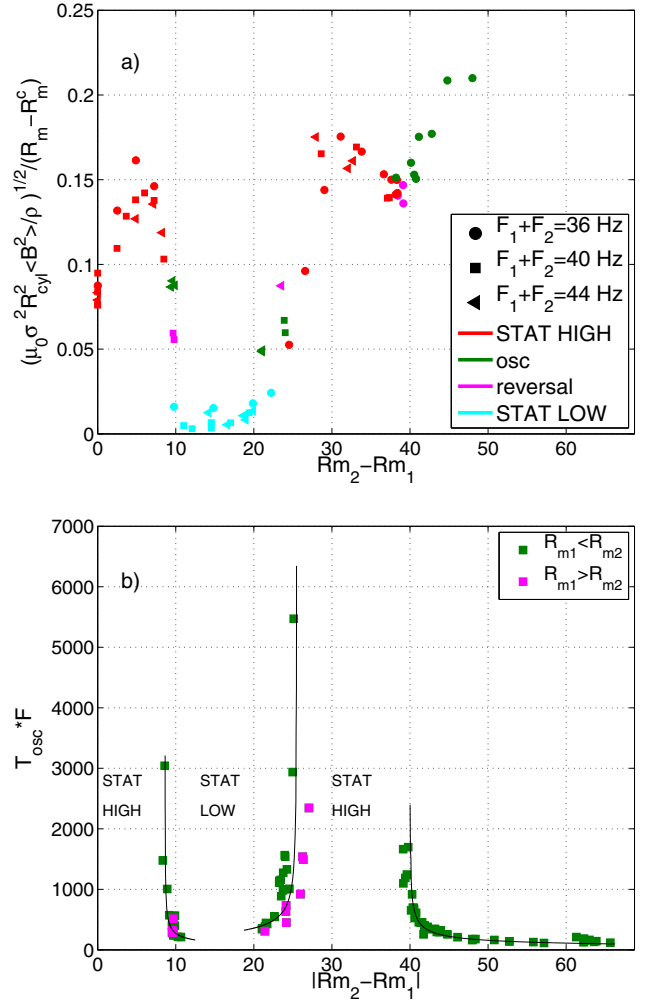 0.25
a)
0.2
0.15
0.1
0.05
0
(μ₀σ ²R²cyl <B²>/ρ )^1/2/(Rm−Rmᶜ)
F₁+F₂=36 Hz
F₁+F₂=40 Hz
F₁+F₂=44 Hz
STAT HIGH
osc
reversal
STAT LOW
0 10 20 30 40 50 60
Rm₂−Rm₁
7000
b)
6000
5000
4000
3000
2000
1000
0
Tosc*F
Rm1<Rm2
Rm1>Rm2
STAT HIGH
STAT LOW
STAT HIGH
0 10 20 30 40 50 60
|Rm₂−Rm₁|